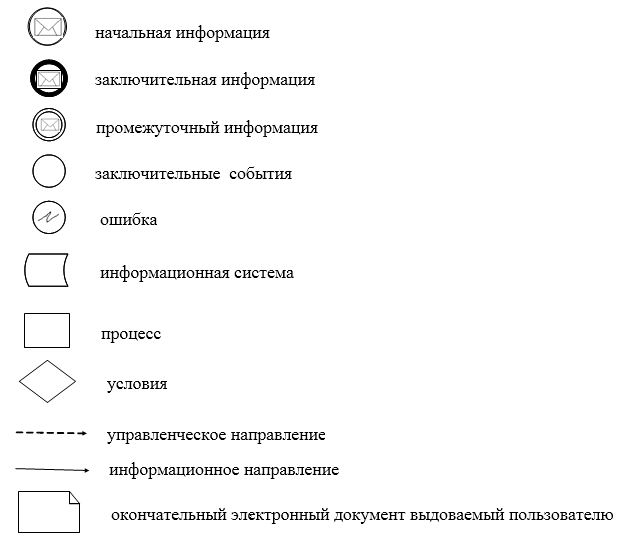 начальная информация
заключительная информация
промежуточный информация
заключительные события
ошибка
информационная система
процесс
условия
управленческое направление
информационное направление
окончательный электронный документ выдоваемый пользователю